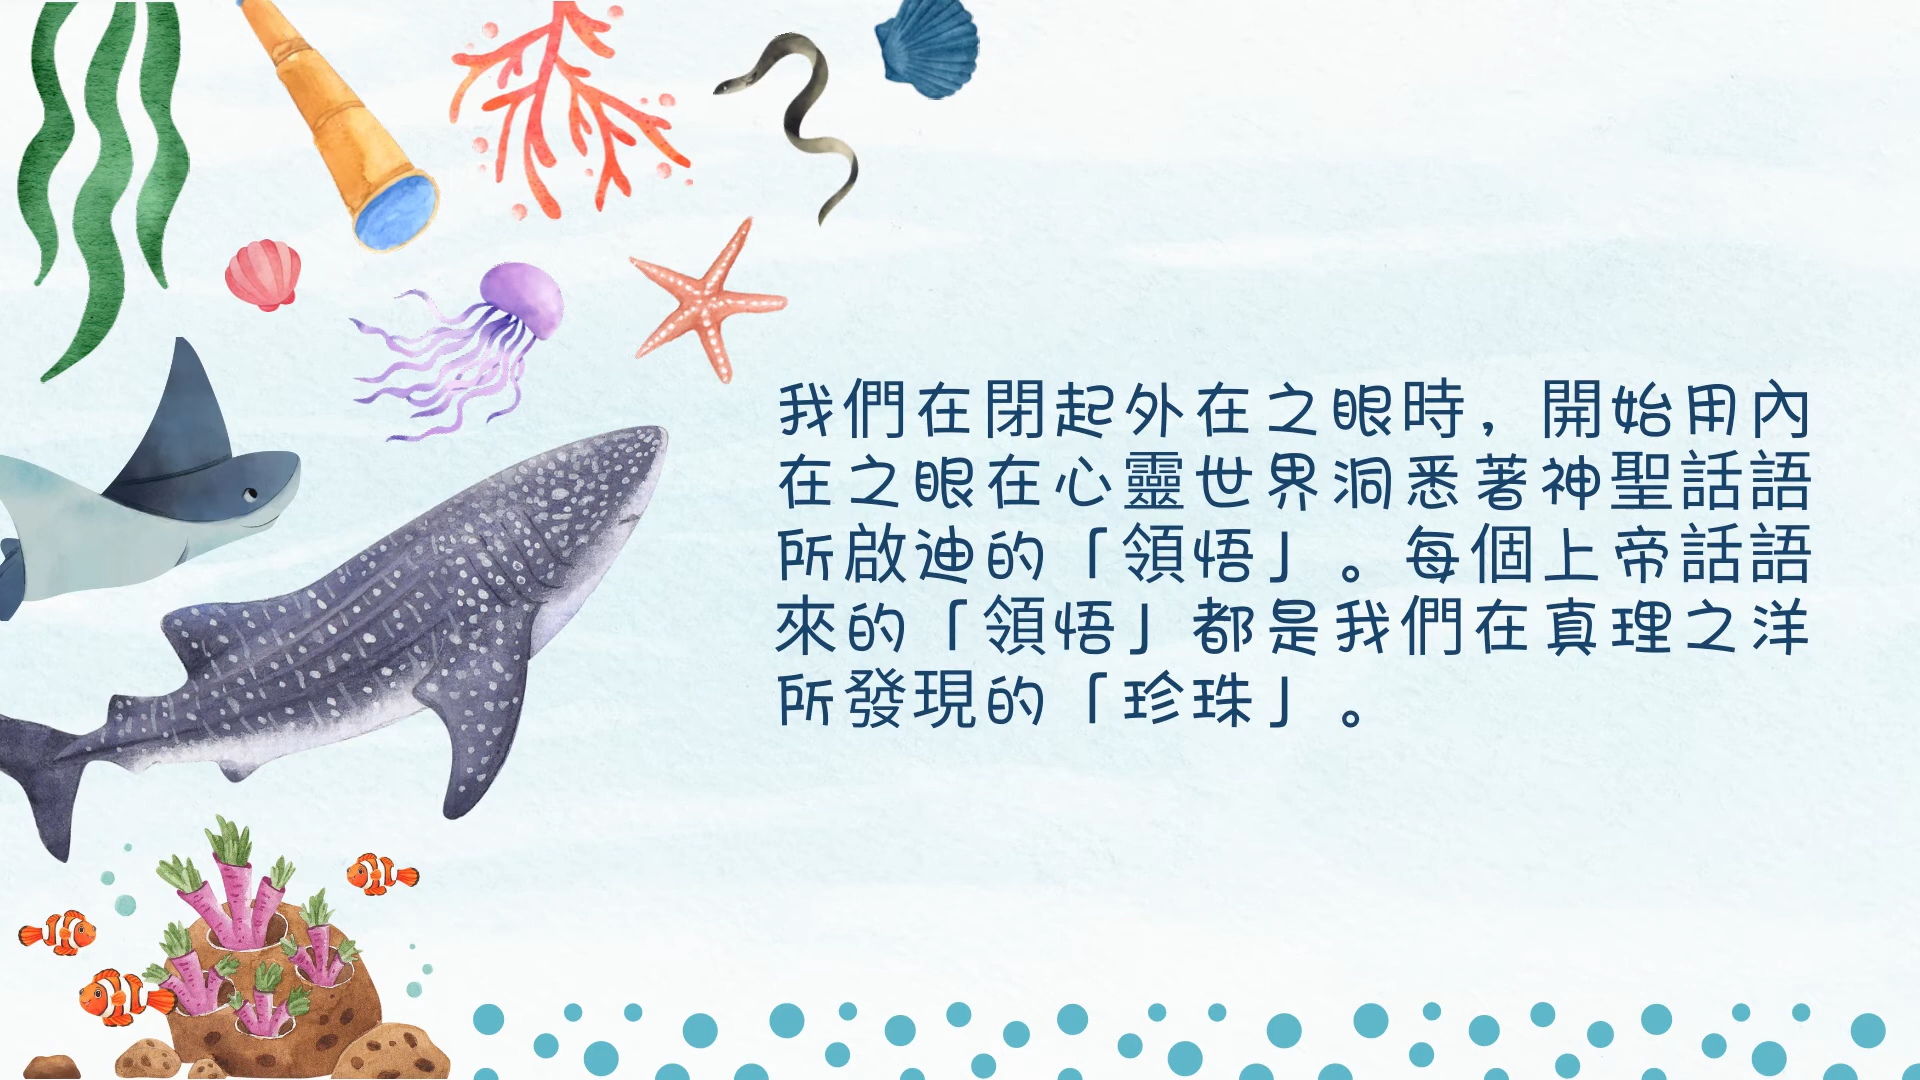 我們在閉起外在之眼時，開始用內
在之眼在心靈世界洞悉著神聖話語
所啟迪的「領悟」。每個上帝話語
來的「領悟」都是我們在真理之洋
所發現的「珍珠」。